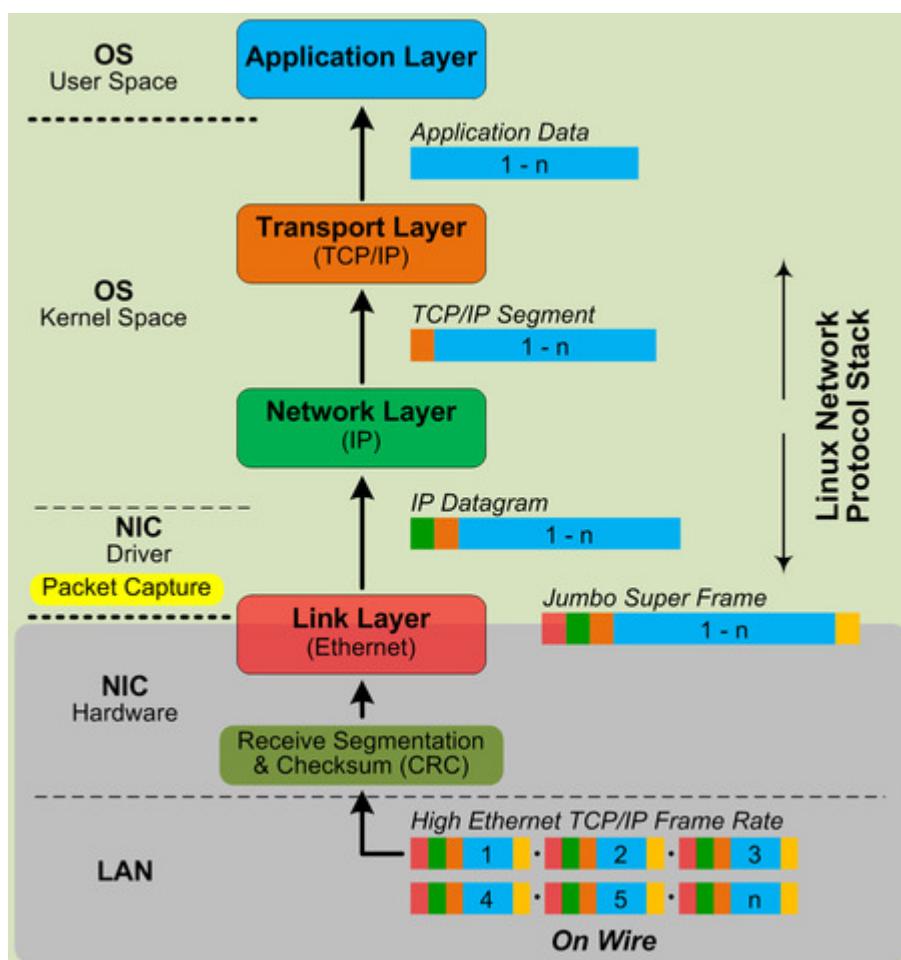 OS
User Space
Application Layer
Application Data
1 - n
Transport Layer
(TCP/IP)
OS
Kernel Space
TCP/IP Segment
1 - n
Network Layer
(IP)
Linux Network
Protocol Stack
IP Datagram
1 - n
NIC
Driver
Packet Capture
Link Layer
(Ethernet)
Jumbo Super Frame
1 - n
NIC
Hardware
Receive Segmentation
& Checksum (CRC)
High Ethernet TCP/IP Frame Rate
1 · 2 · 3
4 · 5 · n
LAN
On Wire